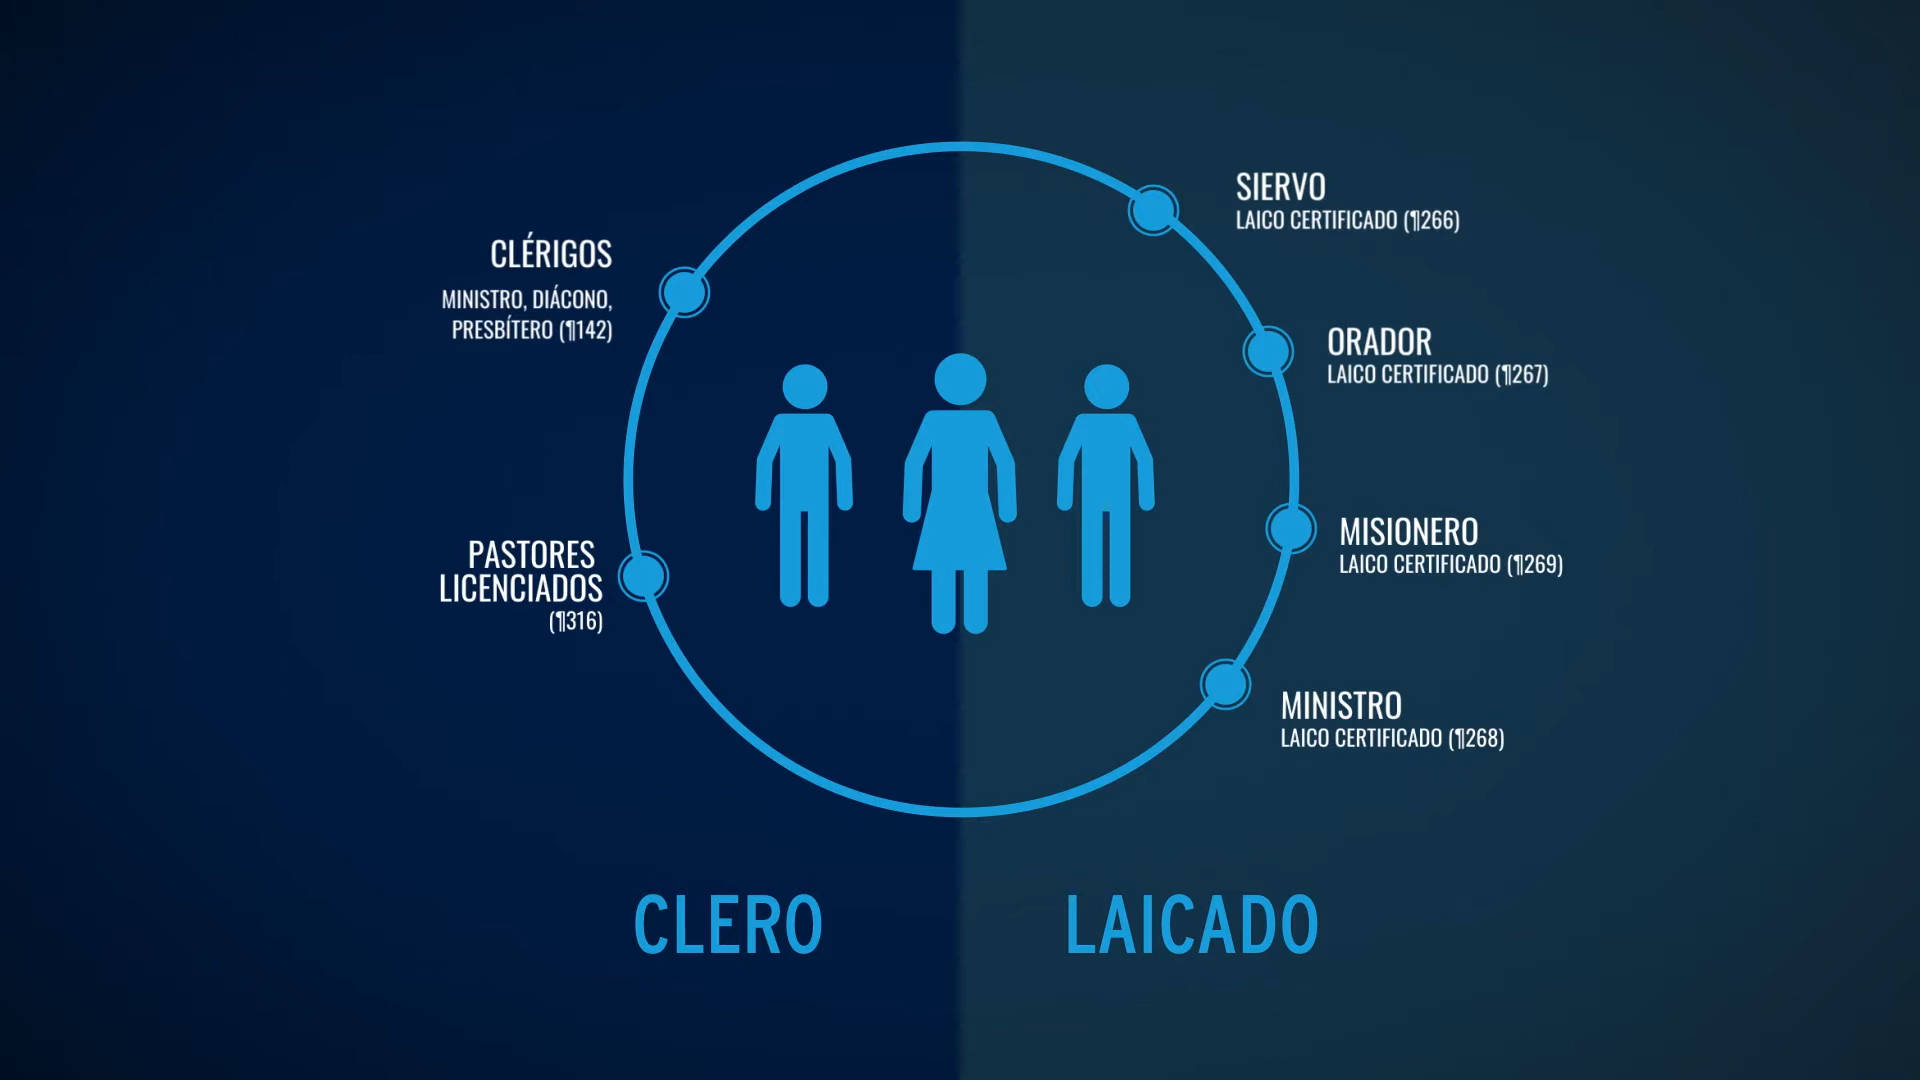 CLÉRIGOS
MINISTRO, DIÁCONO,
PRESBÍTERO (¶142)
PASTORES
LICENCIADOS
(¶316)
SIERVO
LAICO CERTIFICADO (¶266)
ORADOR
LAICO CERTIFICADO (¶267)
MISIONERO
LAICO CERTIFICADO (¶269)
MINISTRO
LAICO CERTIFICADO (¶268)
CLERO
LAICADO